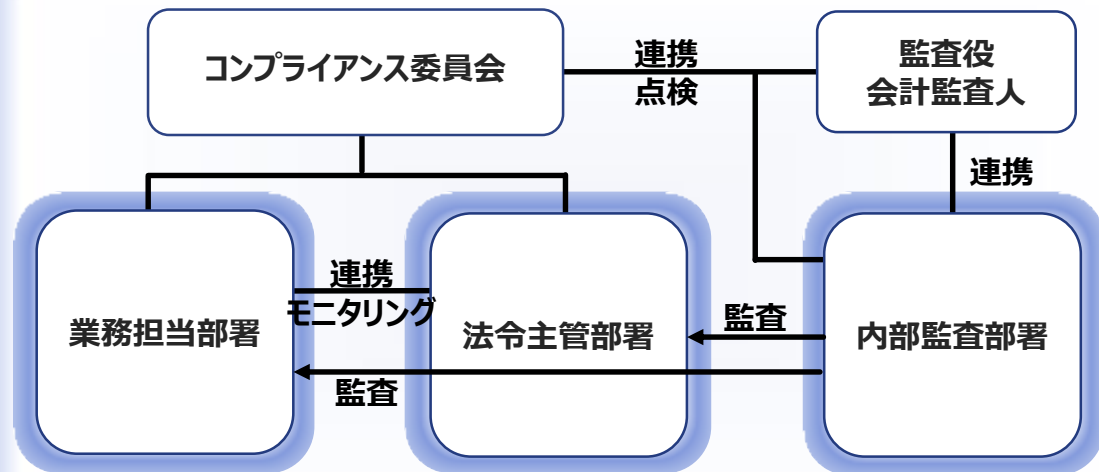 コンプライアンス委員会
連携
点検
監査役
会計監査人
連携
業務担当部署
連携
モニタリング
法令主管部署
監査
内部監査部署
監査